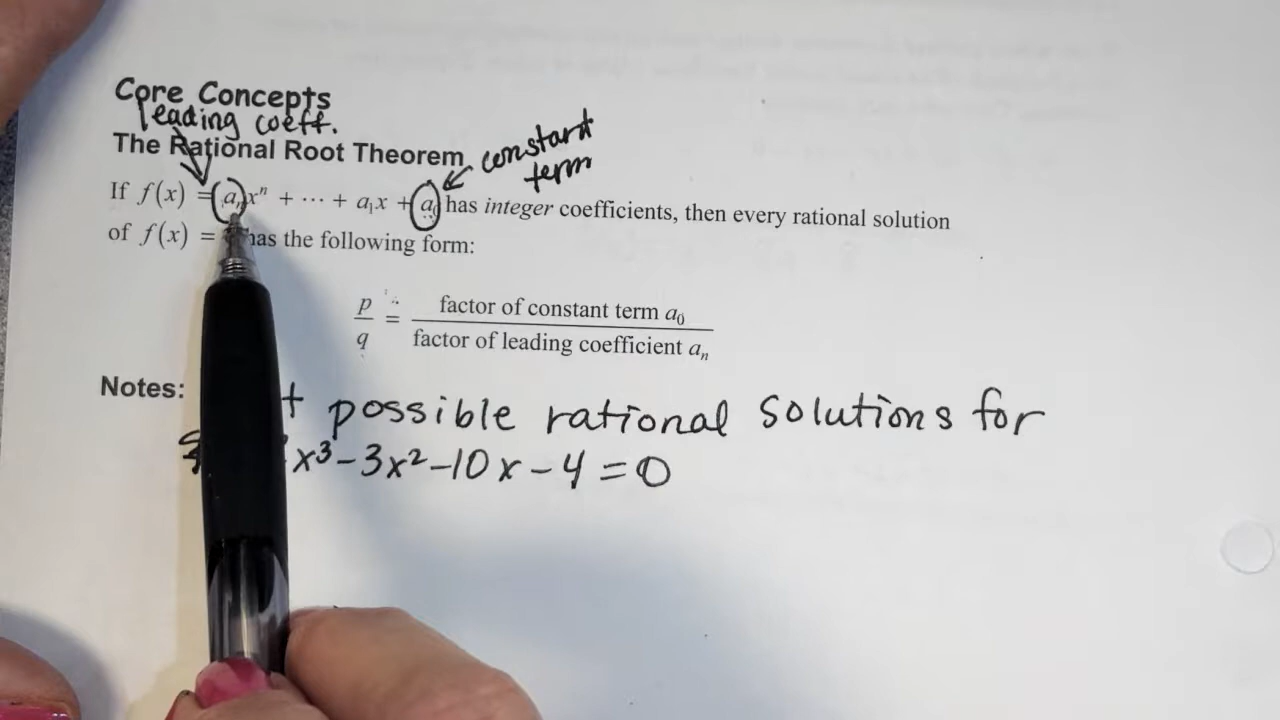 Core Concepts
leading coeff.
The Rational Root Theorem
constant
term
If f(x) = aₙxⁿ + ⋯ + a₁x + a₀ has integer coefficients, then every rational solution
of f(x) = has the following form:
p/q = factor of constant term a₀ / factor of leading coefficient aₙ
Notes:
possible rational solutions for
x³ - 3x² - 10x - 4 = 0